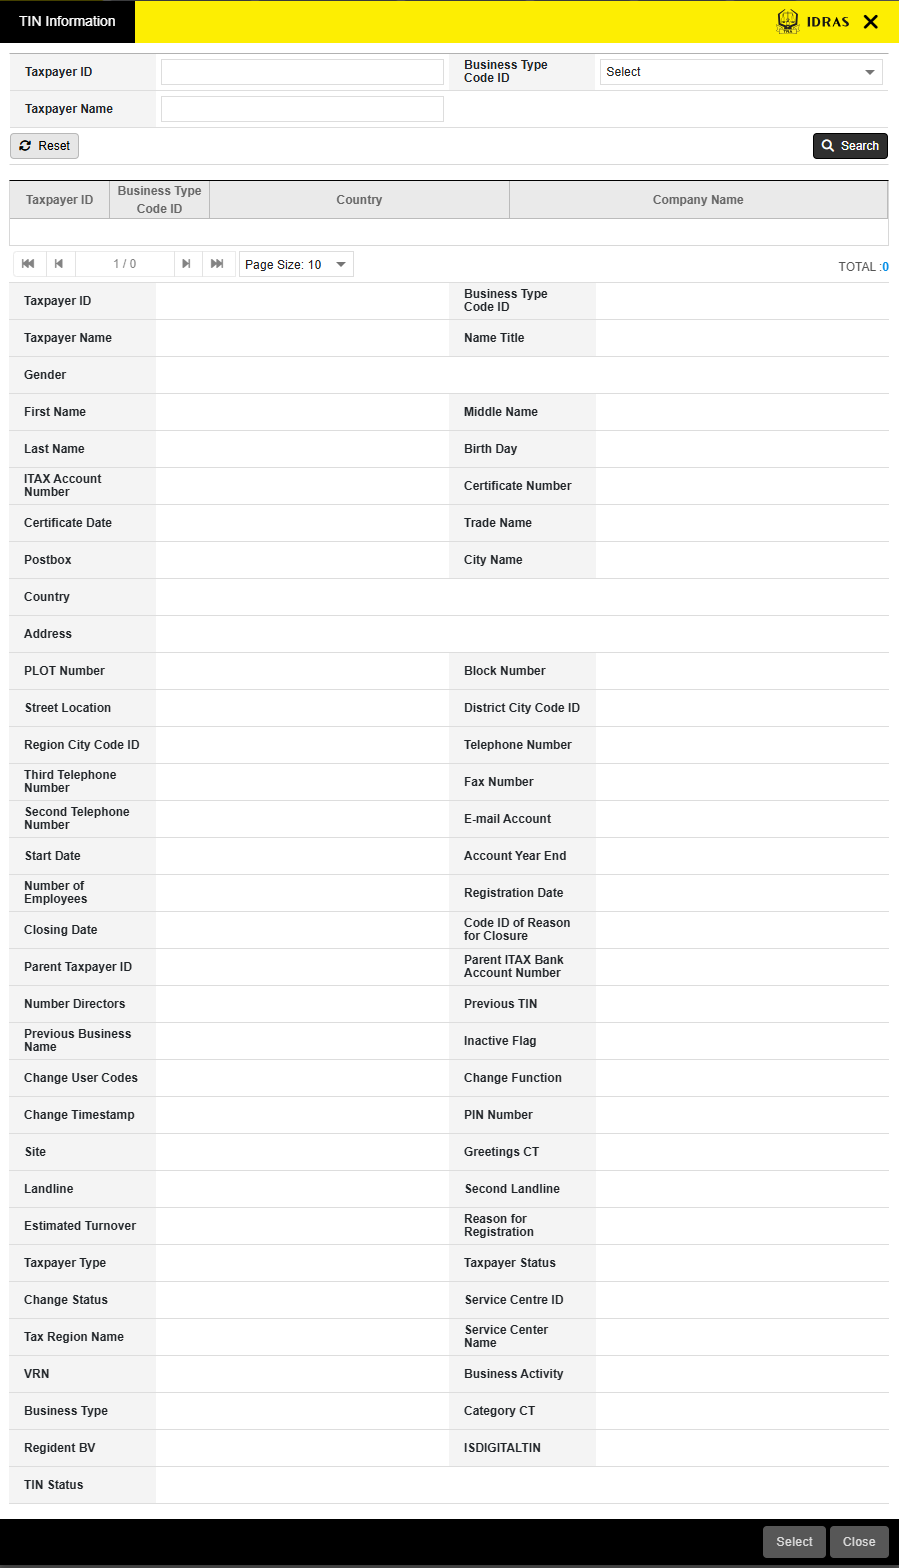 TIN Information
IDRAS
Taxpayer ID
Business Type
Code ID
Select
Taxpayer Name
Reset
Search
Taxpayer ID
Business Type
Code ID
Country
Company Name
1 / 0
Page Size: 10
TOTAL :0
Taxpayer ID
Business Type
Code ID
Taxpayer Name
Name Title
Gender
First Name
Middle Name
Last Name
Birth Day
ITAX Account
Number
Certificate Number
Certificate Date
Trade Name
Postbox
City Name
Country
Address
PLOT Number
Block Number
Street Location
District City Code ID
Region City Code ID
Telephone Number
Third Telephone
Number
Fax Number
Second Telephone
Number
E-mail Account
Start Date
Account Year End
Number of
Employees
Registration Date
Closing Date
Code ID of Reason
for Closure
Parent Taxpayer ID
Parent ITAX Bank
Account Number
Number Directors
Previous TIN
Previous Business
Name
Inactive Flag
Change User Codes
Change Function
Change Timestamp
PIN Number
Site
Greetings CT
Landline
Second Landline
Estimated Turnover
Reason for
Registration
Taxpayer Type
Taxpayer Status
Change Status
Service Centre ID
Tax Region Name
Service Center
Name
VRN
Business Activity
Business Type
Category CT
Regident BV
ISDIGITALTIN
TIN Status
Select
Close